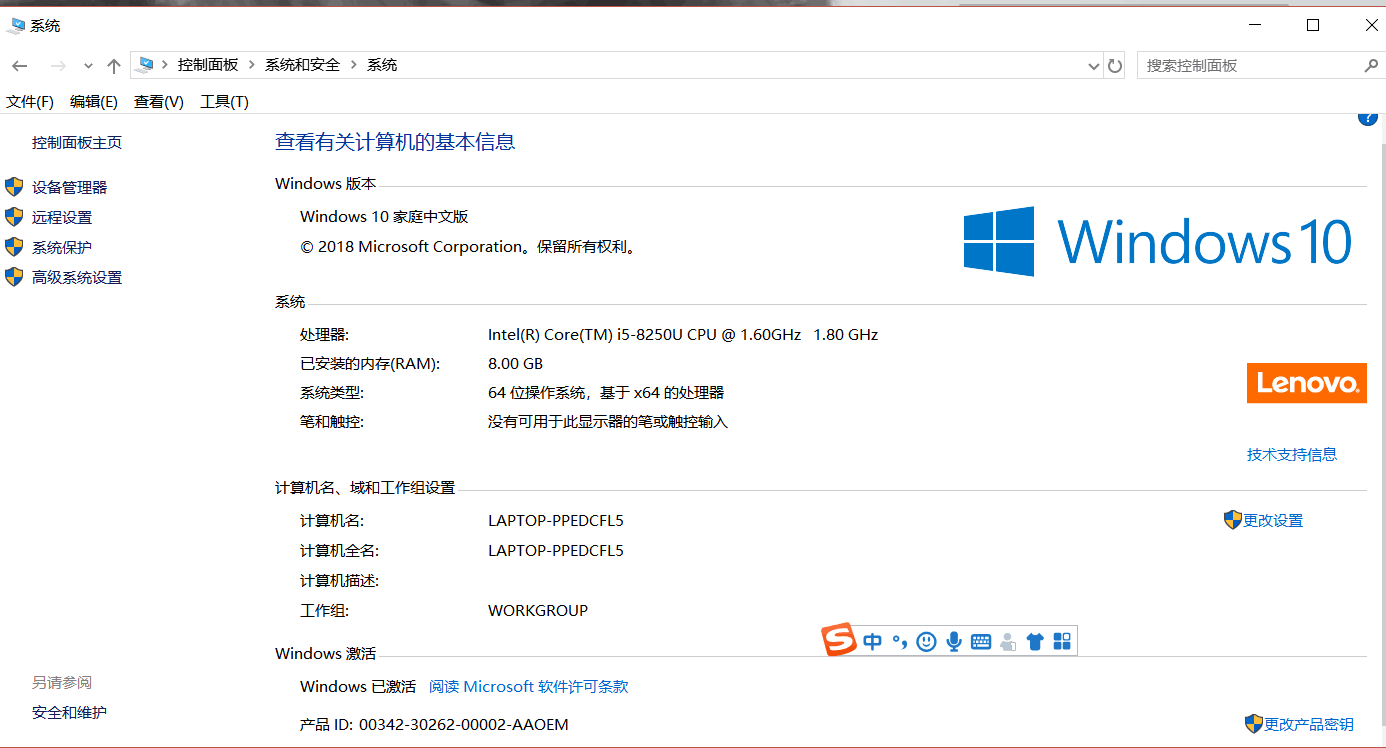 系统
控制面板 系统和安全 系统
搜索控制面板
文件(F) 编辑(E) 查看(V) 工具(T)
?
控制面板主页
设备管理器
远程设置
系统保护
高级系统设置
另请参阅
安全和维护
查看有关计算机的基本信息
Windows 版本
Windows 10 家庭中文版
© 2018 Microsoft Corporation。保留所有权利。
Windows 10
系统
处理器: Intel(R) Core(TM) i5-8250U CPU @ 1.60GHz 1.80 GHz
已安装的内存(RAM): 8.00 GB
系统类型: 64 位操作系统，基于 x64 的处理器
笔和触控: 没有可用于此显示器的笔或触控输入
Lenovo
技术支持信息
计算机名、域和工作组设置
计算机名: LAPTOP-PPEDCFL5
更改设置
计算机全名: LAPTOP-PPEDCFL5
计算机描述:
工作组: WORKGROUP
S 中 °,
Windows 激活
Windows 已激活 阅读 Microsoft 软件许可条款
产品 ID: 00342-30262-00002-AAOEM
更改产品密钥